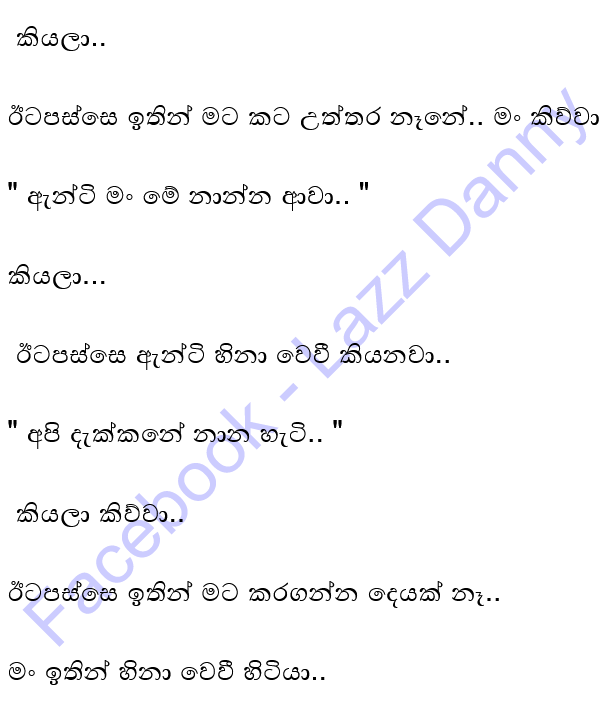 කියලා..
ඊටපස්සෙ ඉතින් මට කට උත්තර නෑනේ.. මං කිව්වා
" ඇන්ටි මං මේ නාන්න ආවා.. "
කියලා...
ඊටපස්සෙ ඇන්ටි හිනා වෙවී කියනවා..
" අපි දැක්කනේ නාන හැටි.. "
කියලා කිව්වා..
ඊටපස්සෙ ඉතින් මට කරගන්න දෙයක් නෑ..
මං ඉතින් හිනා වෙවී හිටියා..
Facebook - Lazz Danny